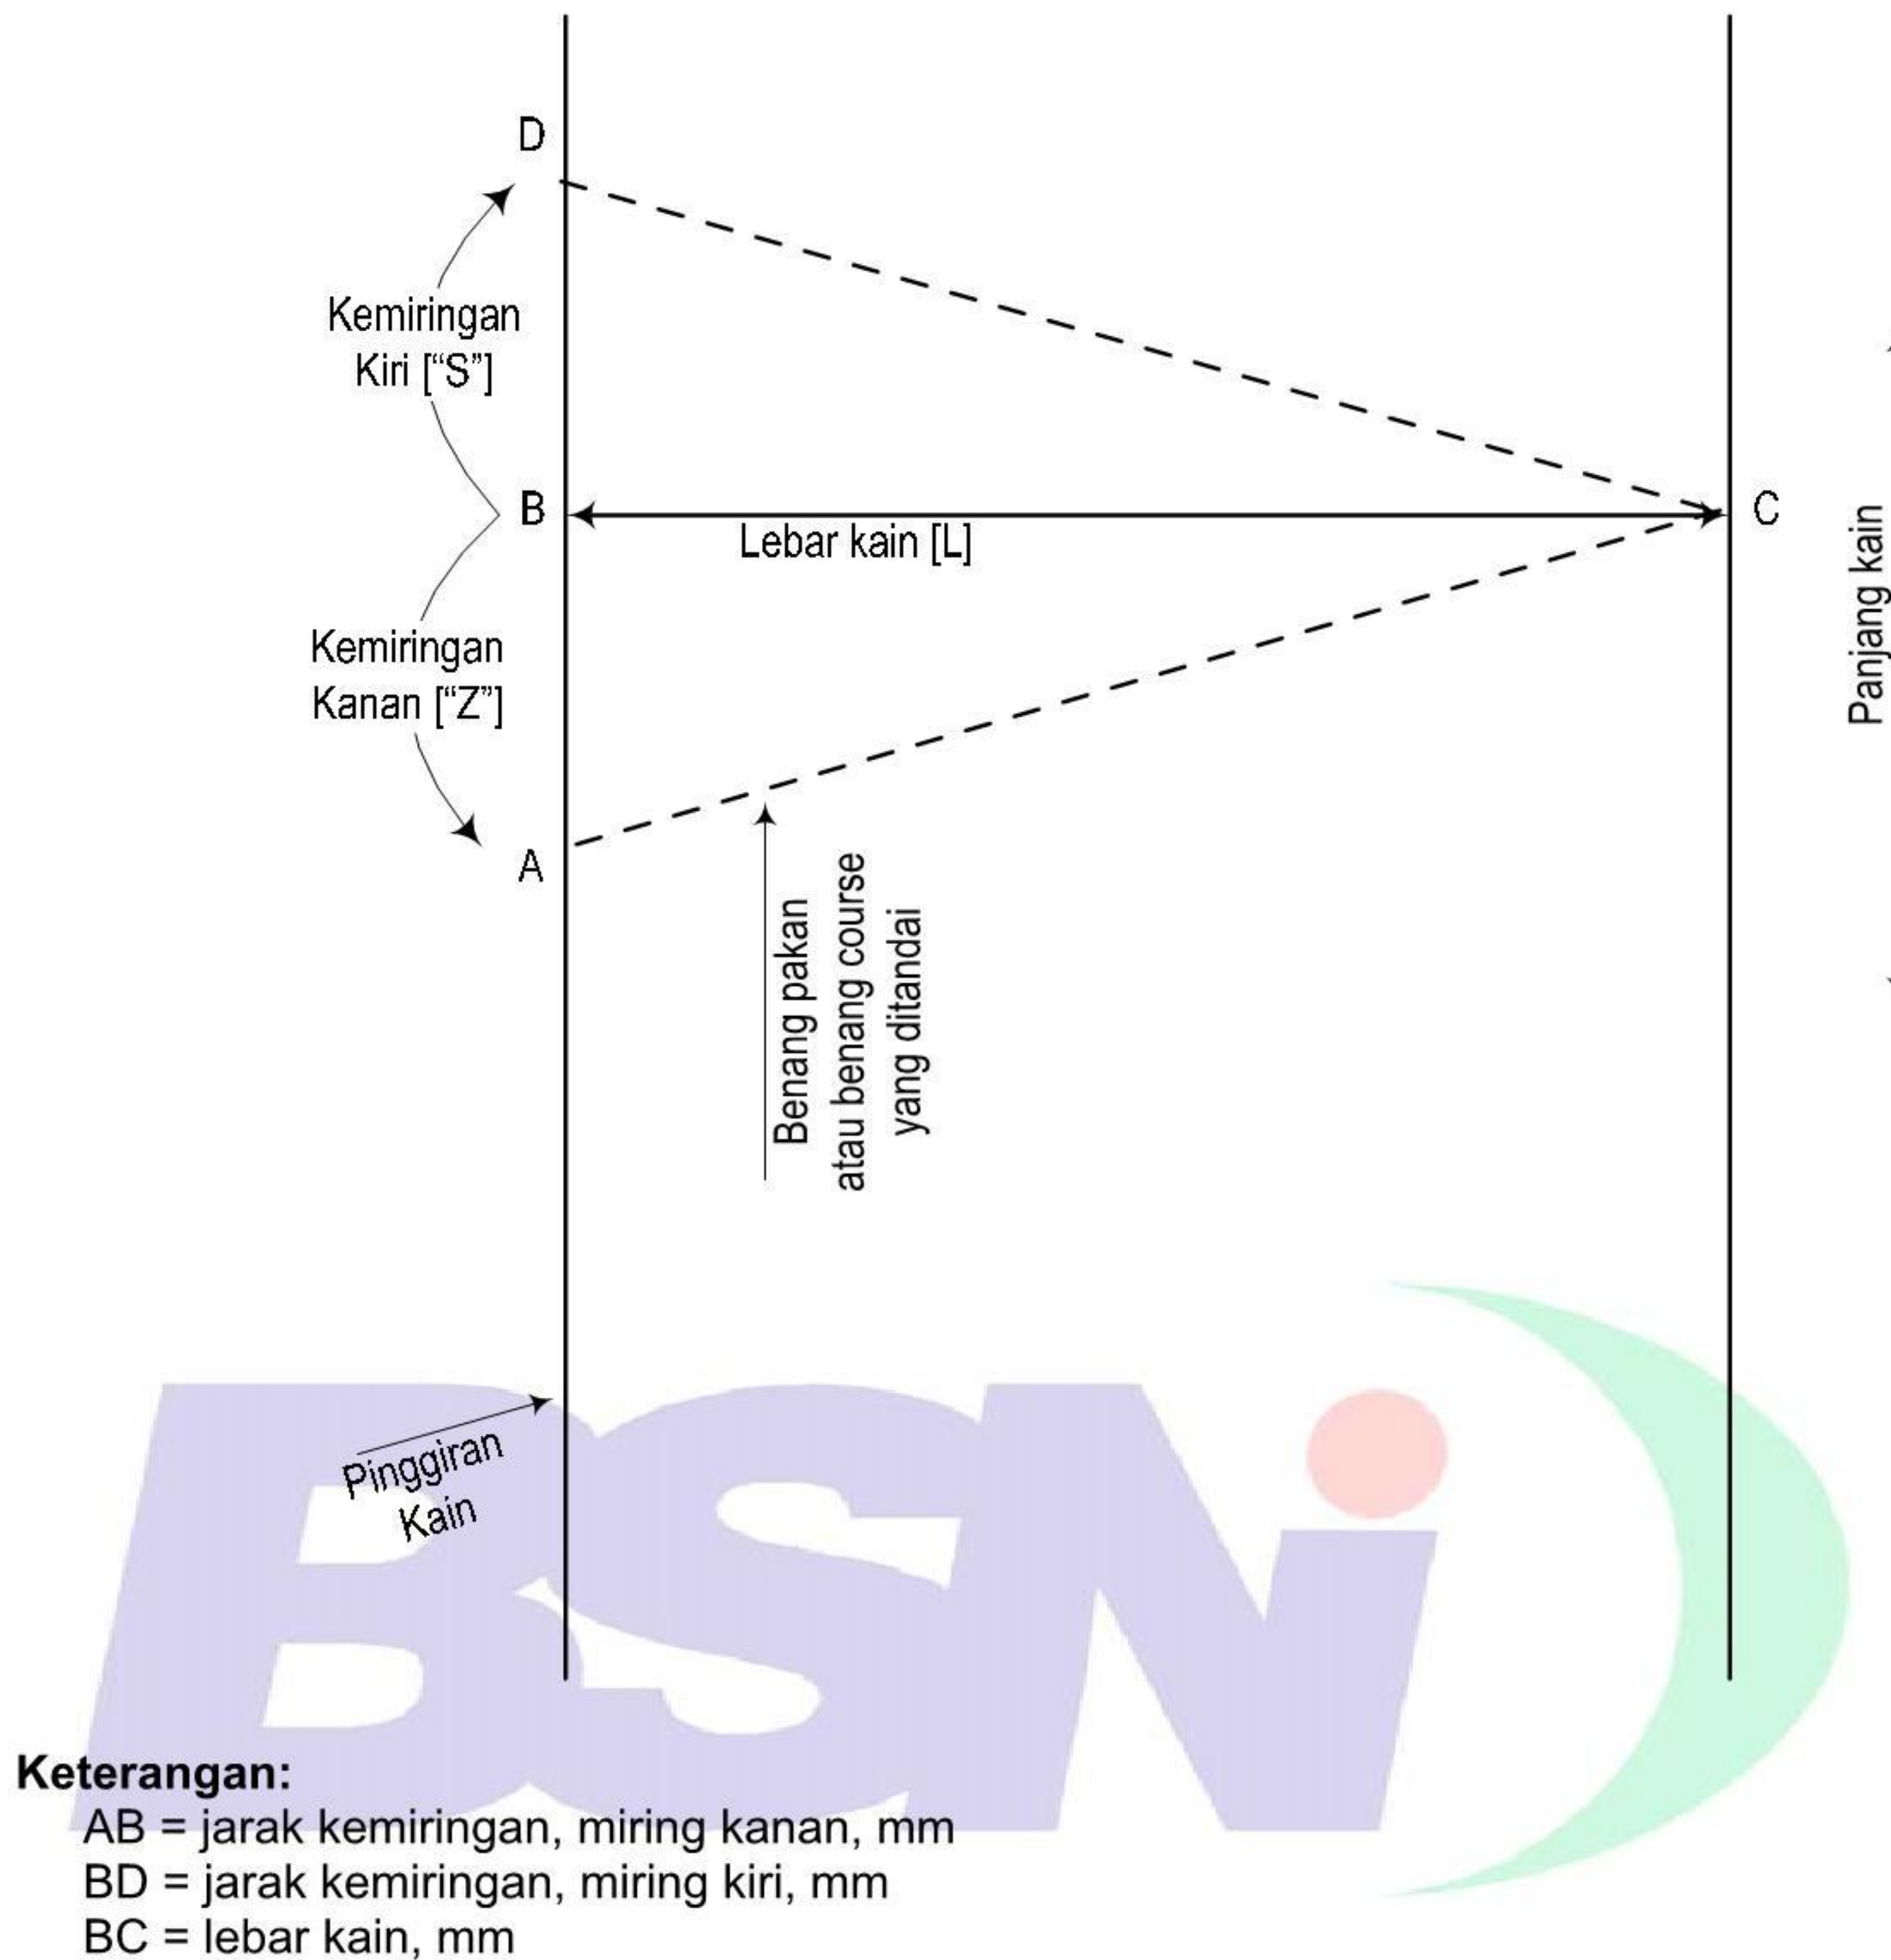 D
Kemiringan
Kiri [“S”]
B
C
Lebar kain [L]
Panjang kain
Kemiringan
Kanan [“Z”]
A
Benang pakan
atau benang course
yang ditandai
Pinggiran
Kain
BSNi
Keterangan:
AB = jarak kemiringan, miring kanan, mm
BD = jarak kemiringan, miring kiri, mm
BC = lebar kain, mm